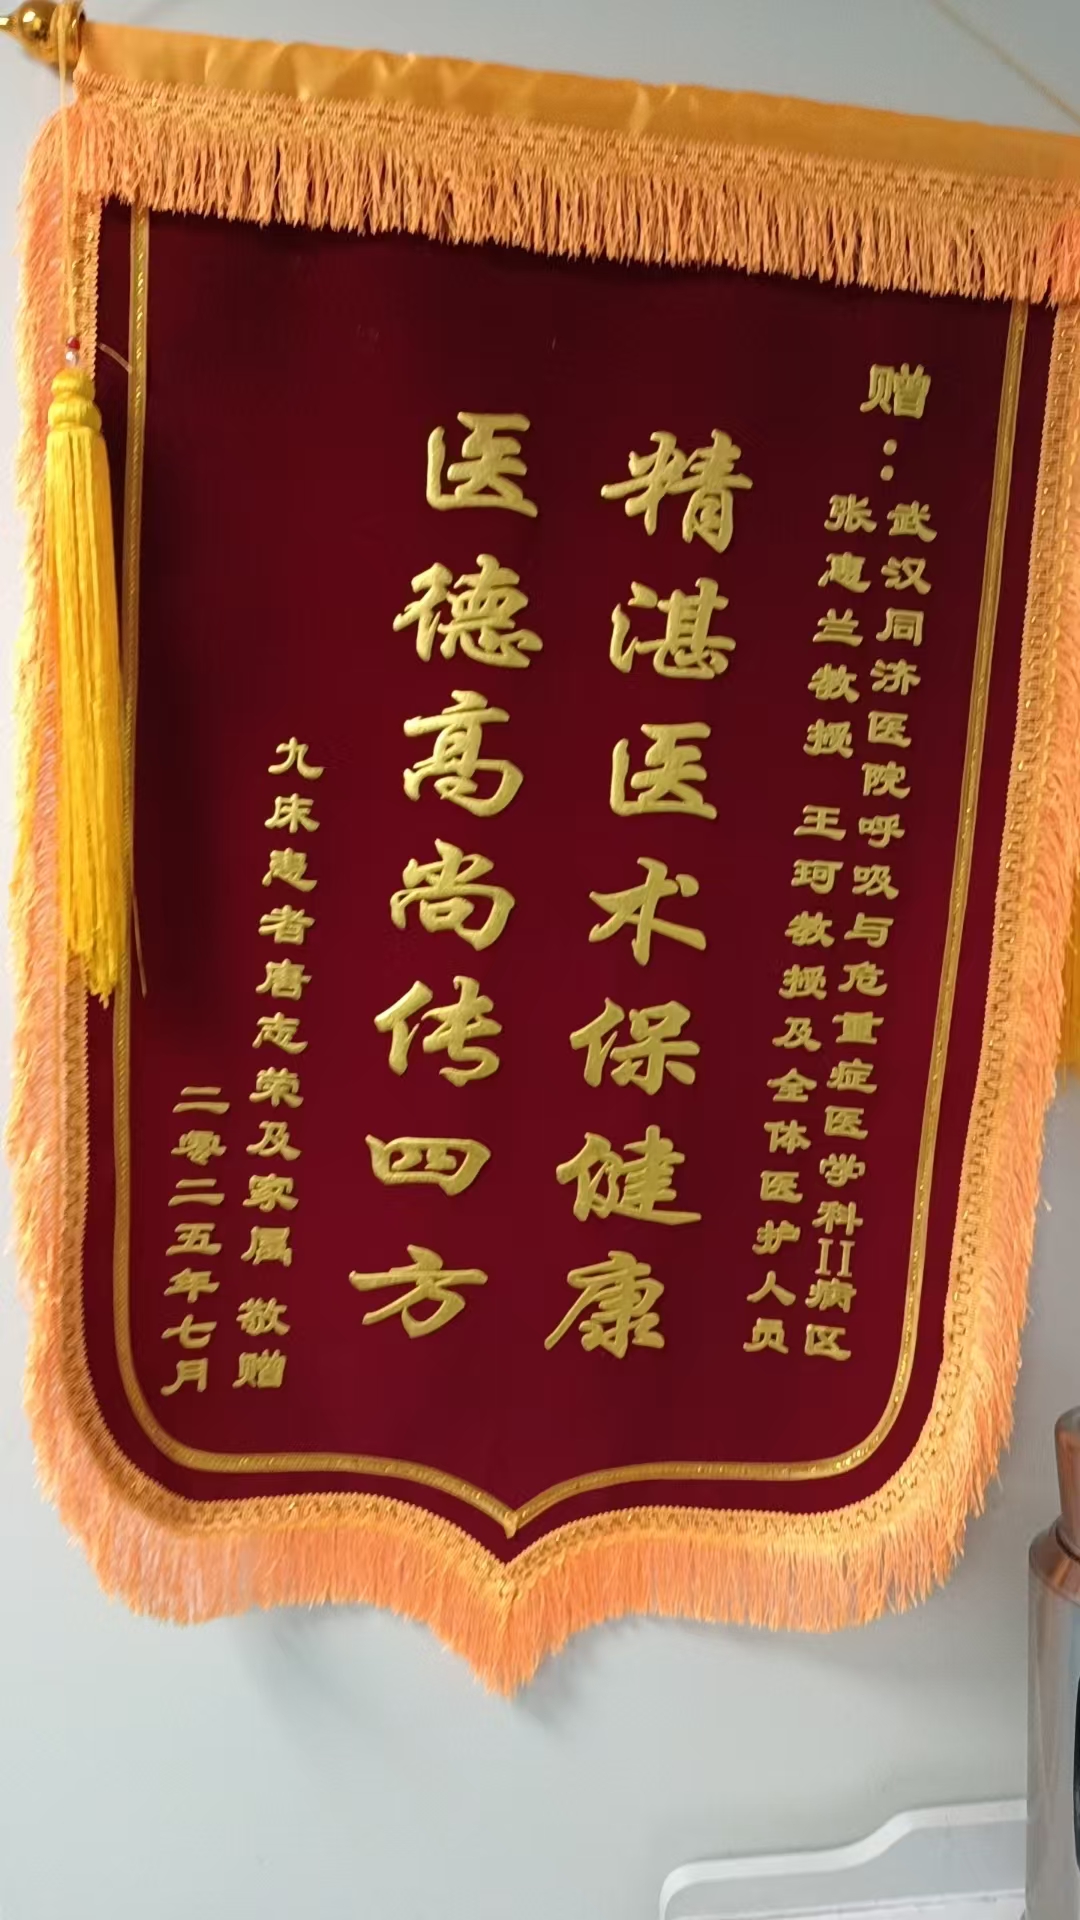 赠：
武汉同济医院呼吸与危重症医学科II病区
张惠兰教授 王珂教授及全体医护人员
精湛医术保健康
医德高尚传四方
九床患者唐志荣及家属 敬赠
二零二五年七月